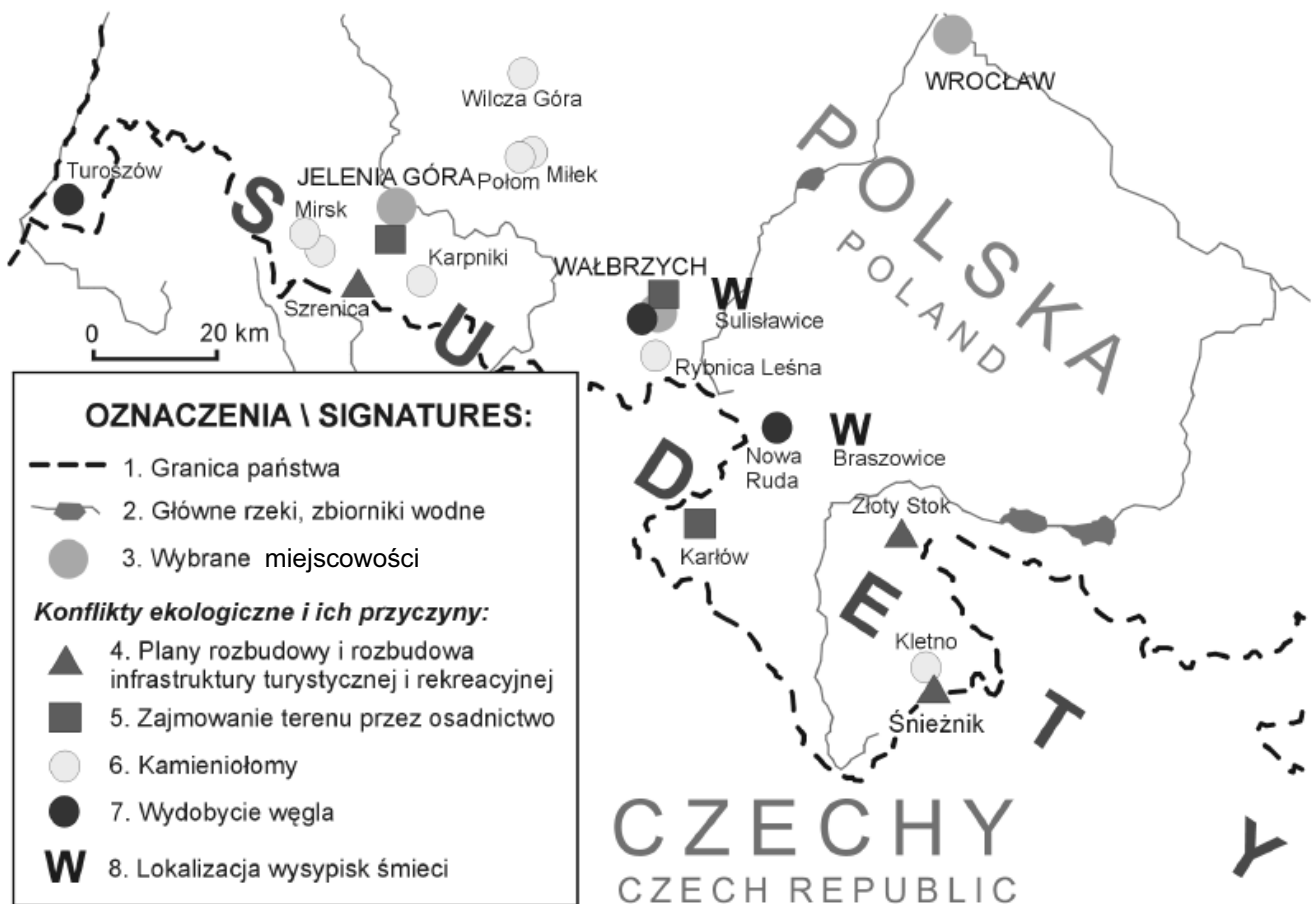 WROCŁAW
Wilcza Góra
Turoszów
JELENIA GÓRA
Połom
Miłek
Mirsk
Karpniki
Szrenica
WAŁBRZYCH
W
Sulisławice
Rybnica Leśna
POLSKA
POLAND
0 20 km
SUDETY
W
Braszowice
Nowa
Ruda
Złoty Stok
Karłów
Kletno
Śnieżnik
CZECHY
CZECH REPUBLIC
OZNACZENIA \ SIGNATURES:
1. Granica państwa
2. Główne rzeki, zbiorniki wodne
3. Wybrane miejscowości
Konflikty ekologiczne i ich przyczyny:
4. Plany rozbudowy i rozbudowa
infrastruktury turystycznej i rekreacyjnej
5. Zajmowanie terenu przez osadnictwo
6. Kamieniołomy
7. Wydobycie węgla
W 8. Lokalizacja wysypisk śmieci